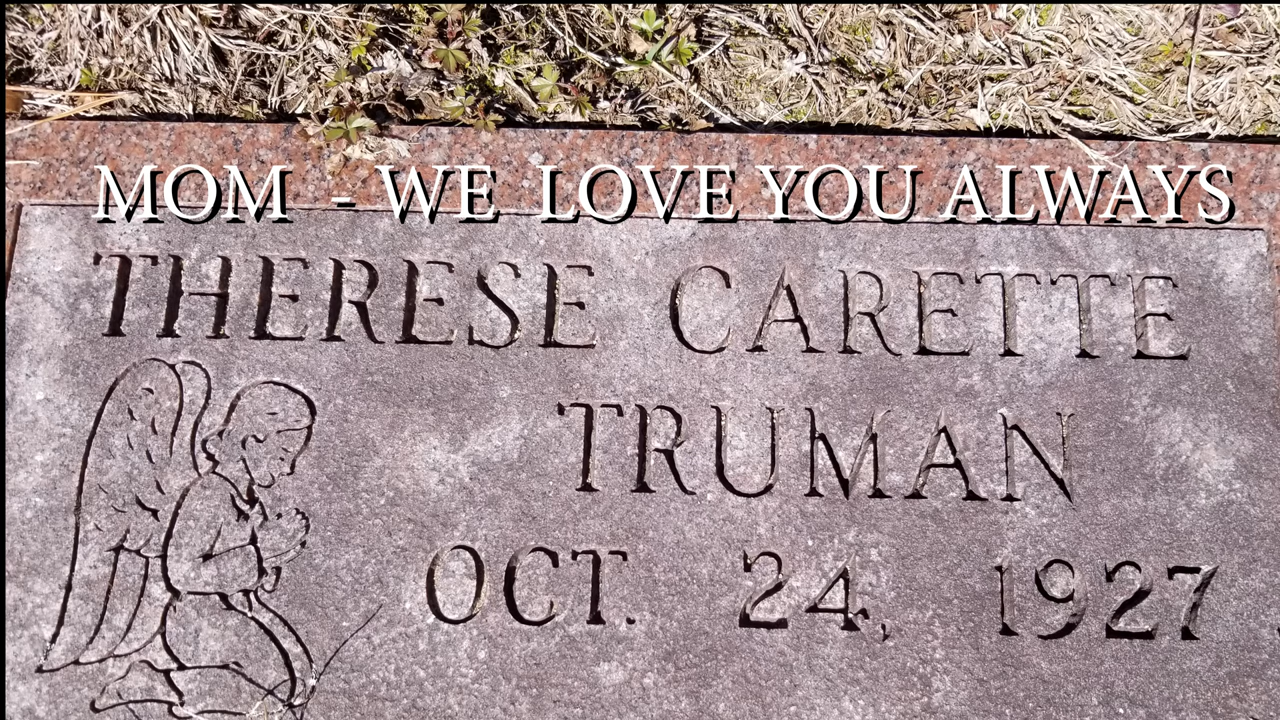 MOM - WE LOVE YOU ALWAYS
THERESE CARETTE
TRUMAN
OCT. 24, 1927